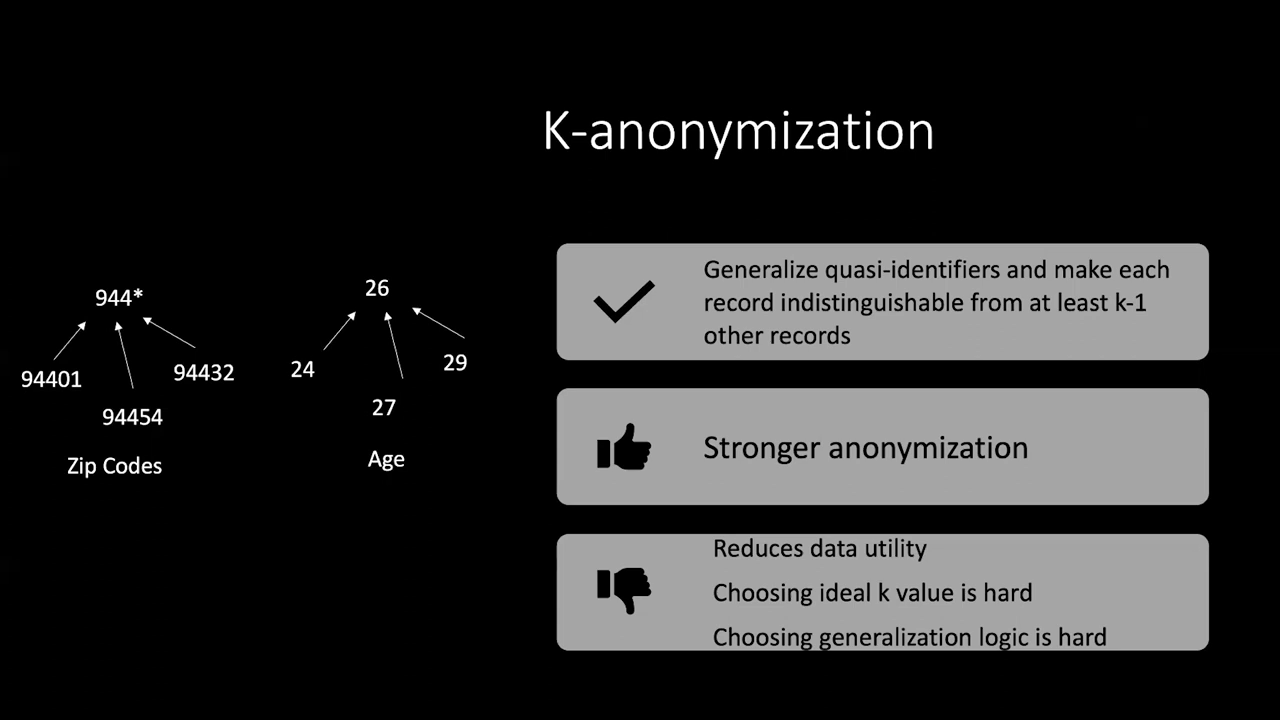 K-anonymization
944*
94401
94454
94432
Zip Codes
26
24
27
29
Age
Generalize quasi-identifiers and make each
record indistinguishable from at least k-1
other records
Stronger anonymization
Reduces data utility
Choosing ideal k value is hard
Choosing generalization logic is hard